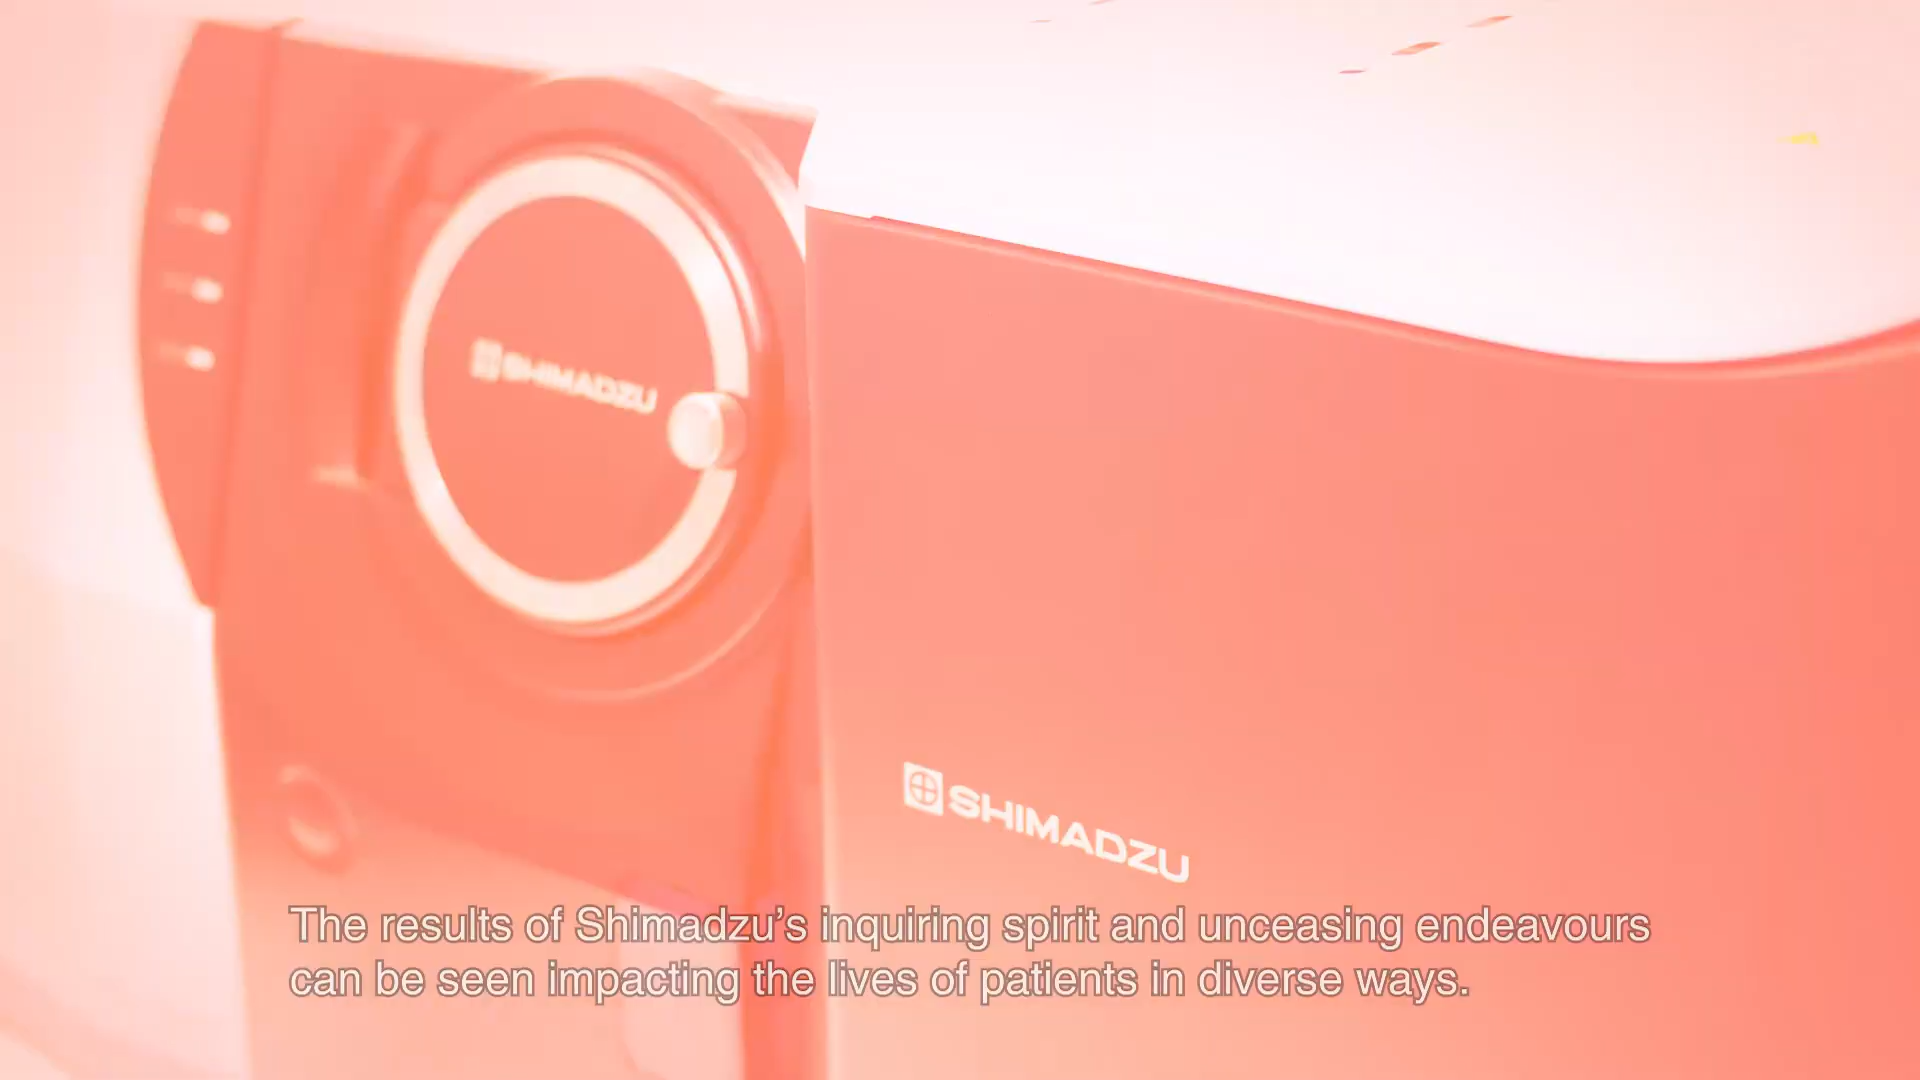 SHIMADZU
SHIMADZU
The results of Shimadzu’s inquiring spirit and unceasing endeavours
can be seen impacting the lives of patients in diverse ways.